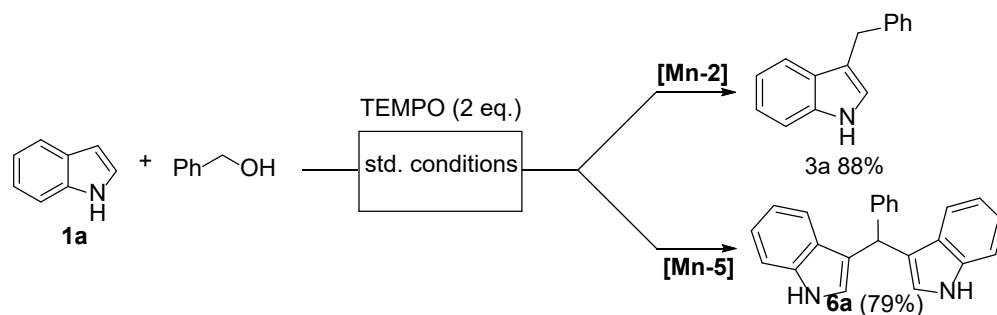 Ph
[Mn-2]
TEMPO (2 eq.)
N
H
3a 88%
+
Ph OH
std. conditions
N
H
1a
Ph
[Mn-5]
HN NH
6a (79%)